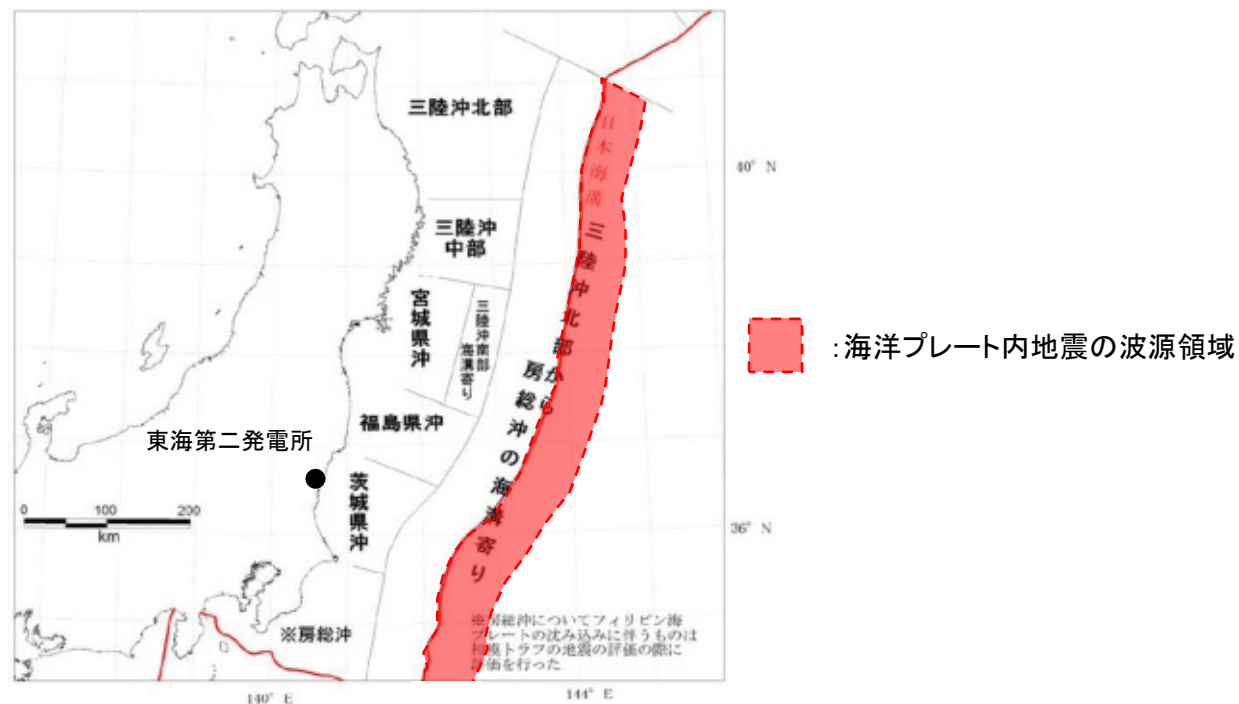 三陸沖北部
日本海溝
40° N
三陸沖
中部
三陸沖北部から
房総沖の海溝寄り
宮城県沖
三陸沖南部
海溝寄り
:海洋プレート内地震の波源領域
福島県沖
東海第二発電所
茨城県沖
0 100 200
km
36° N
※房総沖
※房総沖についてフィリピン海
プレートの沈み込みに伴うものは
相模トラフの地震の評価の際に
評価を行った
140° E
144° E